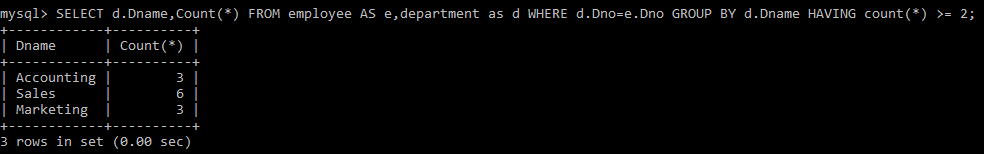 mysql> SELECT d.Dname,Count(*) FROM employee AS e,department as d WHERE d.Dno=e.Dno GROUP BY d.Dname HAVING count(*) >= 2;
+------------+----------+
| Dname      | Count(*) |
+------------+----------+
| Accounting |        3 |
| Sales      |        6 |
| Marketing  |        3 |
+------------+----------+
3 rows in set (0.00 sec)